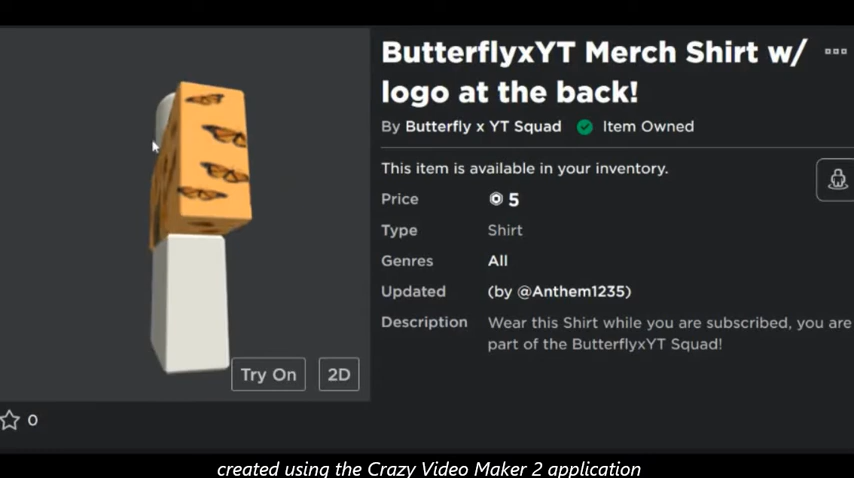 ButterflyxYT Merch Shirt w/
logo at the back!
By Butterfly x YT Squad Item Owned
This item is available in your inventory.
Price 5
Type Shirt
Genres All
Updated (by @Anthem1235)
Description Wear this Shirt while you are subscribed, you are
part of the ButterflyxYT Squad!
Try On 2D
0
created using the Crazy Video Maker 2 application